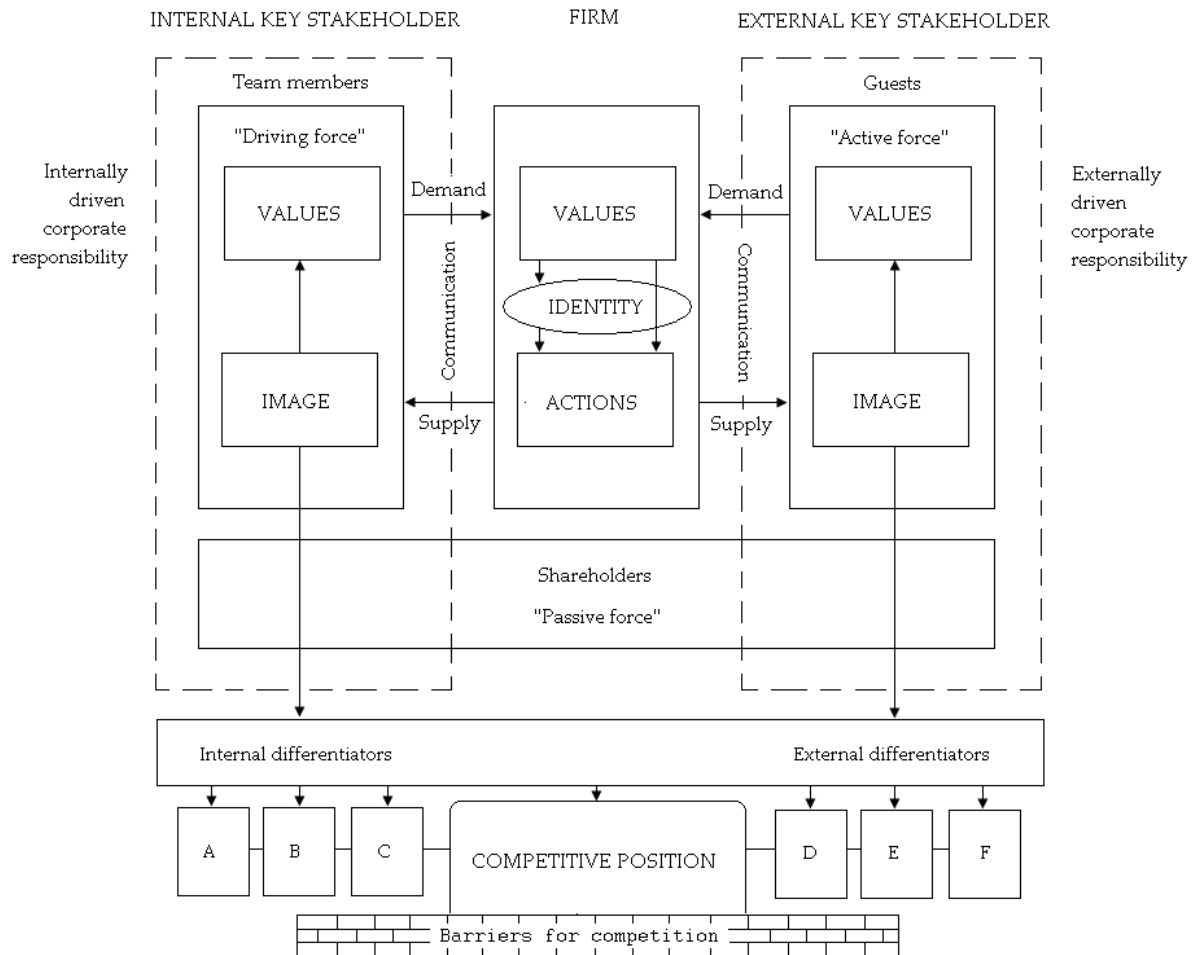 INTERNAL KEY STAKEHOLDER
FIRM
EXTERNAL KEY STAKEHOLDER
Team members
Guests
"Driving force"
"Active force"
Internally
driven
corporate
responsibility
Externally
driven
corporate
responsibility
VALUES
Demand
VALUES
Demand
VALUES
Communication
IDENTITY
Communication
IMAGE
Supply
ACTIONS
Supply
IMAGE
Shareholders
"Passive force"
Internal differentiators
External differentiators
A
B
C
COMPETITIVE POSITION
D
E
F
Barriers for competition